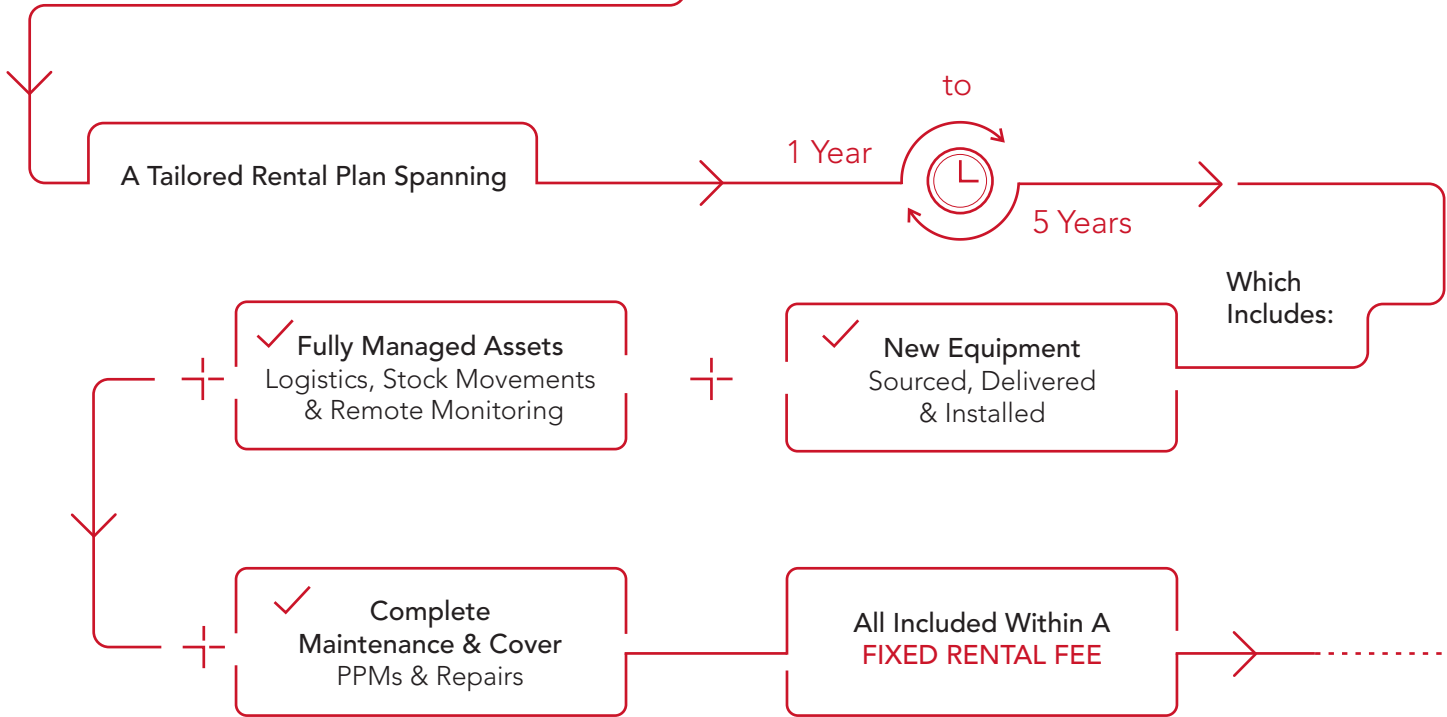 A Tailored Rental Plan Spanning
1 Year
to
5 Years
Which
Includes:
New Equipment
Sourced, Delivered
& Installed
Fully Managed Assets
Logistics, Stock Movements
& Remote Monitoring
Complete
Maintenance & Cover
PPMs & Repairs
All Included Within A
FIXED RENTAL FEE